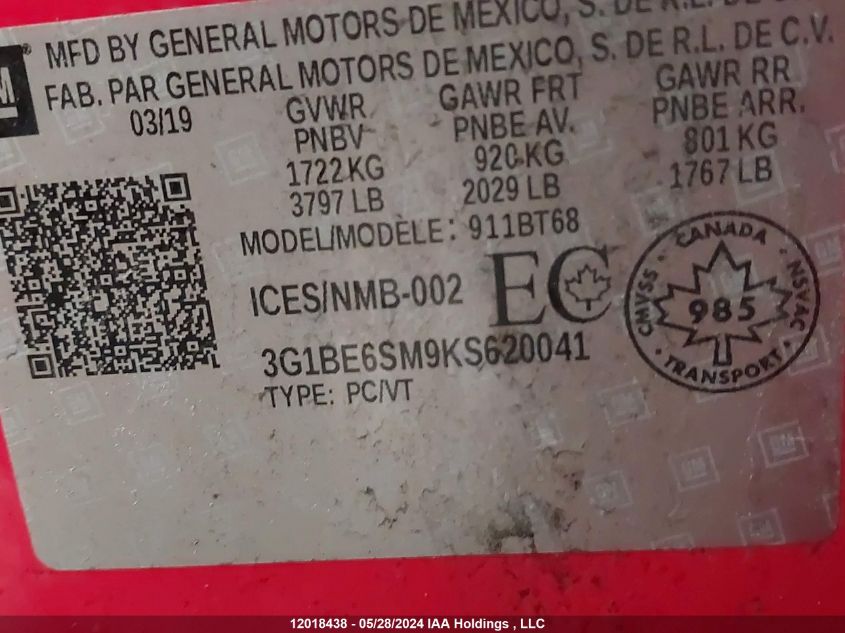 MFD BY GENERAL MOTORS DE MEXICO, S. DE R.L. DE C.V.
FAB. PAR GENERAL MOTORS DE MEXICO, S. DE R.L. DE C.V.
GM ®
03/19
GVWR
PNBV
1722 KG
3797 LB
GAWR FRT
PNBE AV.
920 KG
2029 LB
GAWR RR
PNBE ARR.
801 KG
1767 LB
MODEL/MODÈLE: 911BT68
ICES/NMB-002
EC
CANADA
CMVSS · NSVAC
985
· TRANSPORT ·
3G1BE6SM9KS620041
TYPE: PC/VT
12018438 - 05/28/2024 IAA Holdings , LLC